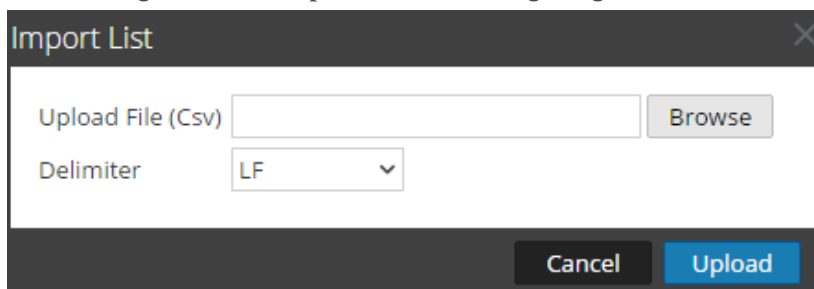 Import List
Upload File (Csv) Browse
Delimiter LF
Cancel Upload